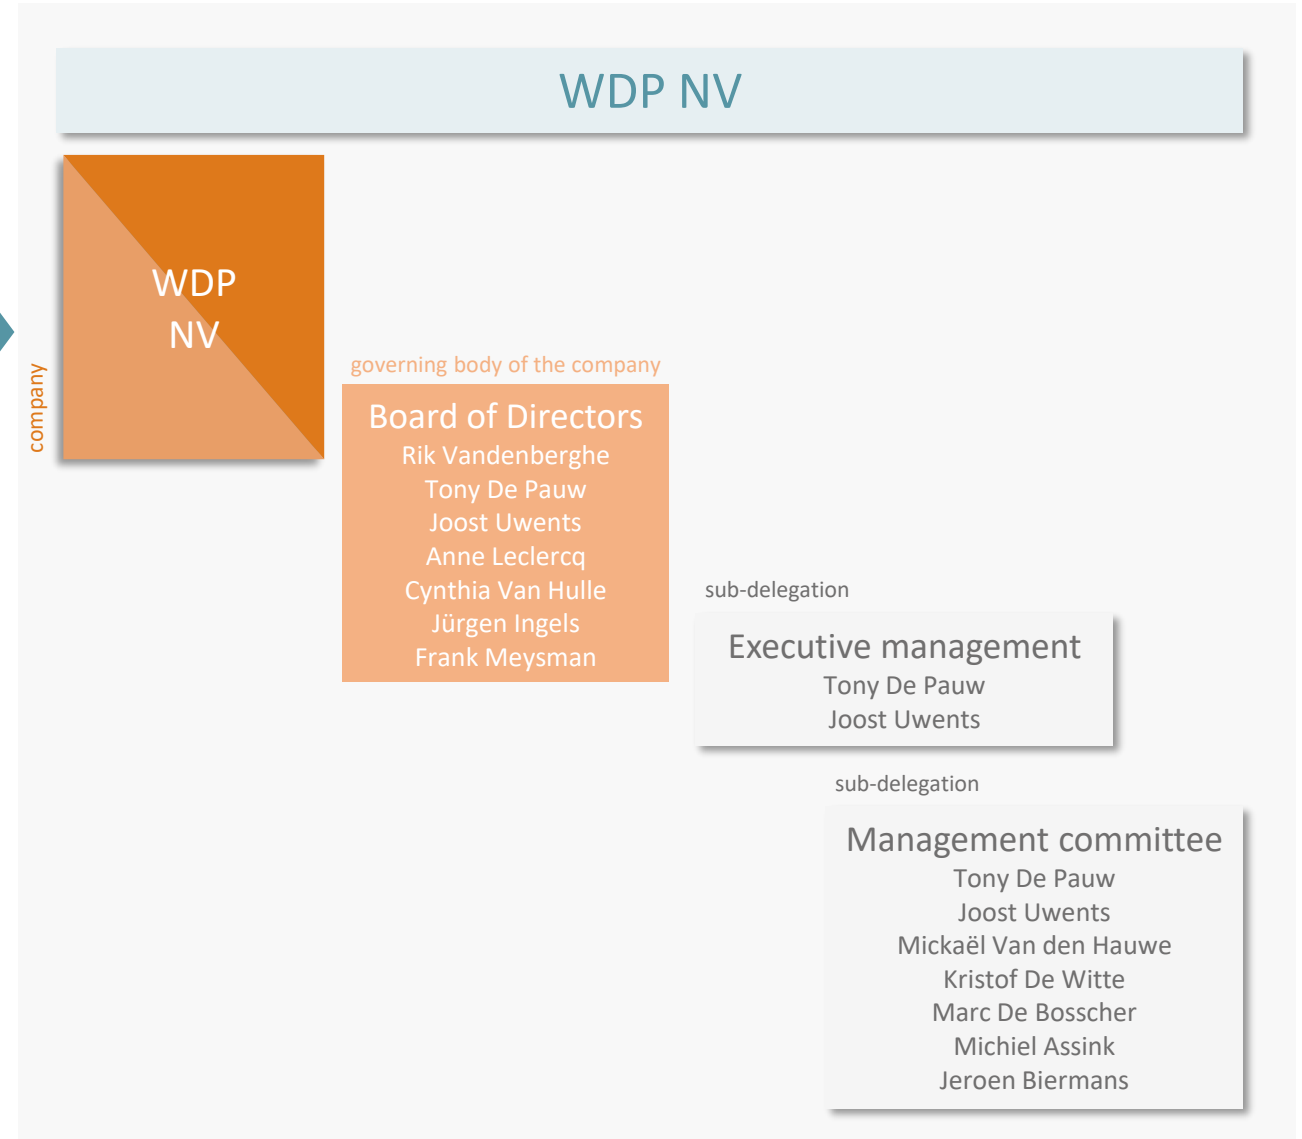 WDP NV
WDP
NV
company
governing body of the company
Board of Directors
Rik Vandenberghe
Tony De Pauw
Joost Uwents
Anne Leclercq
Cynthia Van Hulle
Jürgen Ingels
Frank Meysman
sub-delegation
Executive management
Tony De Pauw
Joost Uwents
sub-delegation
Management committee
Tony De Pauw
Joost Uwents
Mickaël Van den Hauwe
Kristof De Witte
Marc De Bosscher
Michiel Assink
Jeroen Biermans